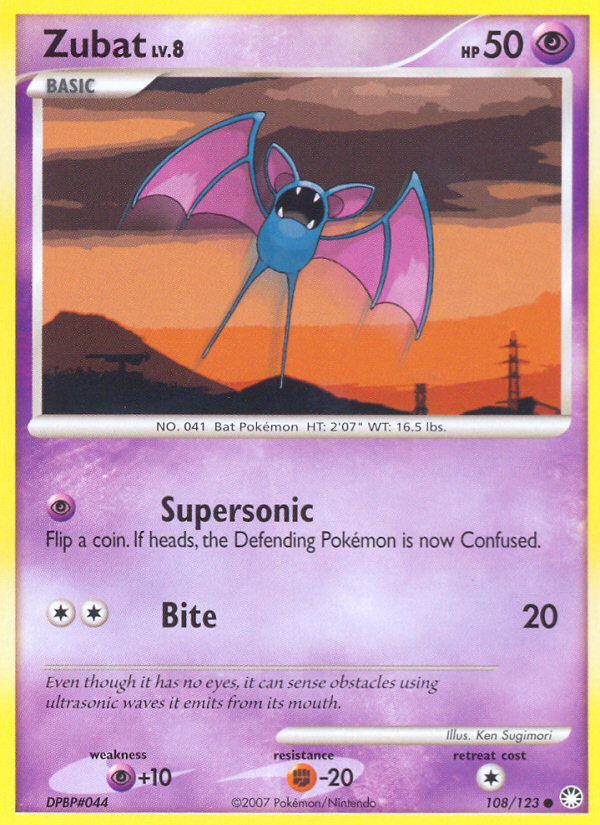 Zubat LV.8
HP 50
BASIC
NO. 041 Bat Pokémon HT: 2'07" WT: 16.5 lbs.
Supersonic
Flip a coin. If heads, the Defending Pokémon is now Confused.
Bite 20
Even though it has no eyes, it can sense obstacles using
ultrasonic waves it emits from its mouth.
Illus. Ken Sugimori
weakness resistance retreat cost
+10 -20
DPBP#044 ©2007 Pokémon/Nintendo 108/123